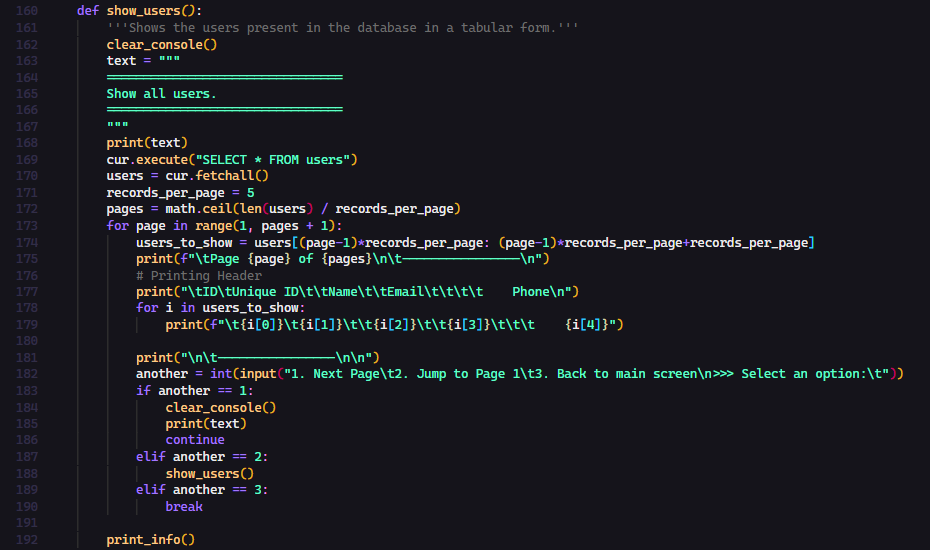 160 def show_users():
161 '''Shows the users present in the database in a tabular form.'''
162 clear_console()
163 text = """
164 ================================
165 Show all users.
166 ================================
167 """
168 print(text)
169 cur.execute("SELECT * FROM users")
170 users = cur.fetchall()
171 records_per_page = 5
172 pages = math.ceil(len(users) / records_per_page)
173 for page in range(1, pages + 1):
174 users_to_show = users[(page-1)*records_per_page: (page-1)*records_per_page+records_per_page]
175 print(f"\tPage {page} of {pages}\n\t----------------\n")
176 # Printing Header
177 print("\tID\tUnique ID\t\tName\t\tEmail\t\t\t\t    Phone\n")
178 for i in users_to_show:
179 print(f"\t{i[0]}\t{i[1]}\t\t{i[2]}\t\t{i[3]}\t\t\t    {i[4]}")
180
181 print("\n\t----------------\n\n")
182 another = int(input("1. Next Page\t2. Jump to Page 1\t3. Back to main screen\n>>> Select an option:\t"))
183 if another == 1:
184 clear_console()
185 print(text)
186 continue
187 elif another == 2:
188 show_users()
189 elif another == 3:
190 break
191
192 print_info()